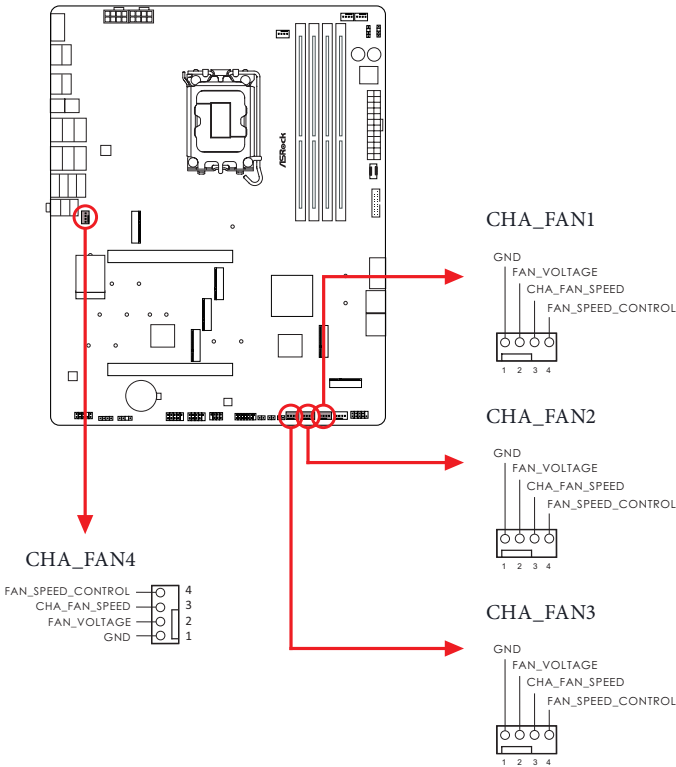 ASRock
CHA_FAN1
GND
FAN_VOLTAGE
CHA_FAN_SPEED
FAN_SPEED_CONTROL
1 2 3 4
CHA_FAN2
GND
FAN_VOLTAGE
CHA_FAN_SPEED
FAN_SPEED_CONTROL
1 2 3 4
CHA_FAN4
FAN_SPEED_CONTROL 4
CHA_FAN_SPEED 3
FAN_VOLTAGE 2
GND 1
CHA_FAN3
GND
FAN_VOLTAGE
CHA_FAN_SPEED
FAN_SPEED_CONTROL
1 2 3 4